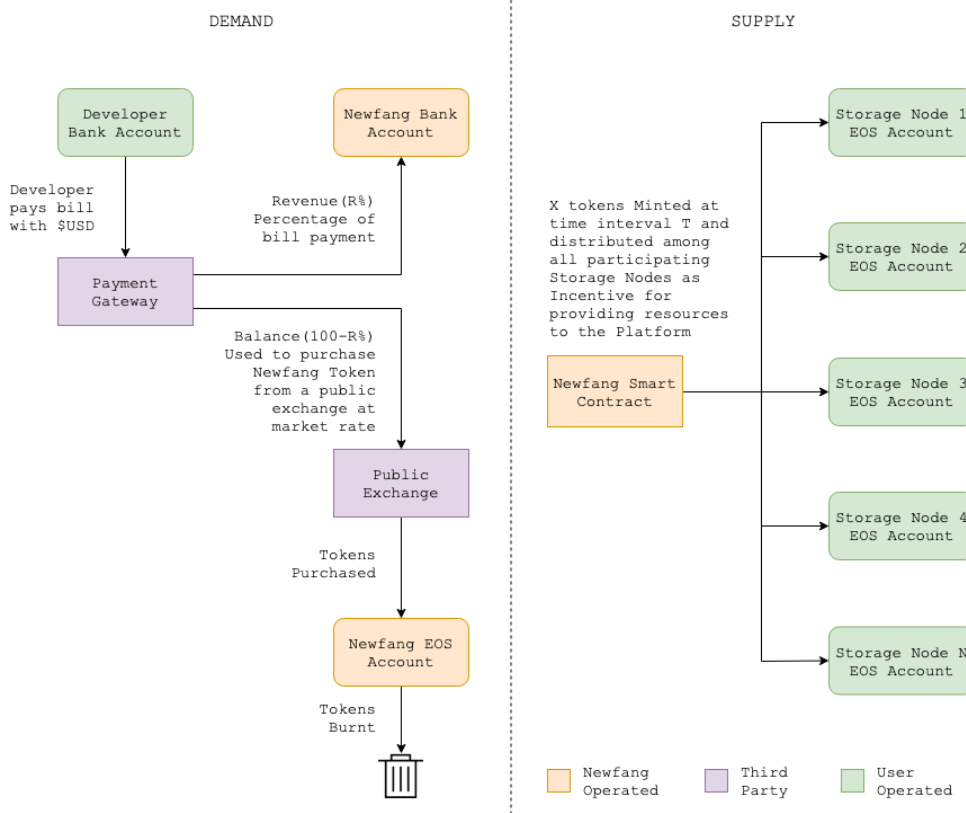 DEMAND
SUPPLY
Developer
Bank Account
Newfang Bank
Account
Developer
pays bill
with $USD
Revenue(R%)
Percentage of
bill payment
Payment
Gateway
Balance(100-R%)
Used to purchase
Newfang Token
from a public
exchange at
market rate
Public
Exchange
Tokens
Purchased
Newfang EOS
Account
Tokens
Burnt
X tokens Minted at
time interval T and
distributed among
all participating
Storage Nodes as
Incentive for
providing resources
to the Platform
Newfang Smart
Contract
Storage Node 1
EOS Account
Storage Node 2
EOS Account
Storage Node 3
EOS Account
Storage Node 4
EOS Account
Storage Node N
EOS Account
Newfang
Operated
Third
Party
User
Operated